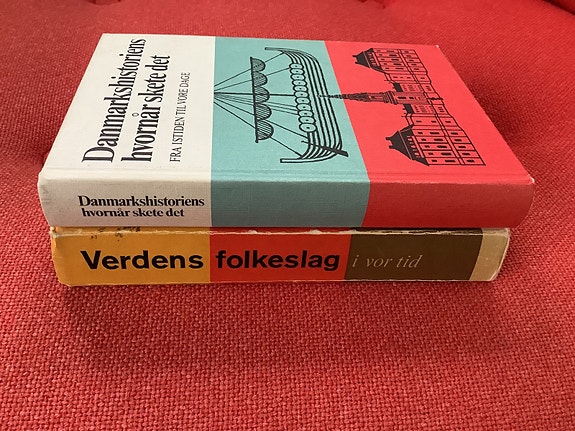 Danmarkshistoriens
hvornår skete det
FRA ISTIDEN TIL VORE DAGE
Danmarkshistoriens
hvornår skete det
Verdens folkeslag i vor tid